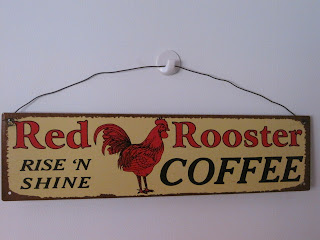 Red Rooster
RISE 'N
SHINE
COFFEE